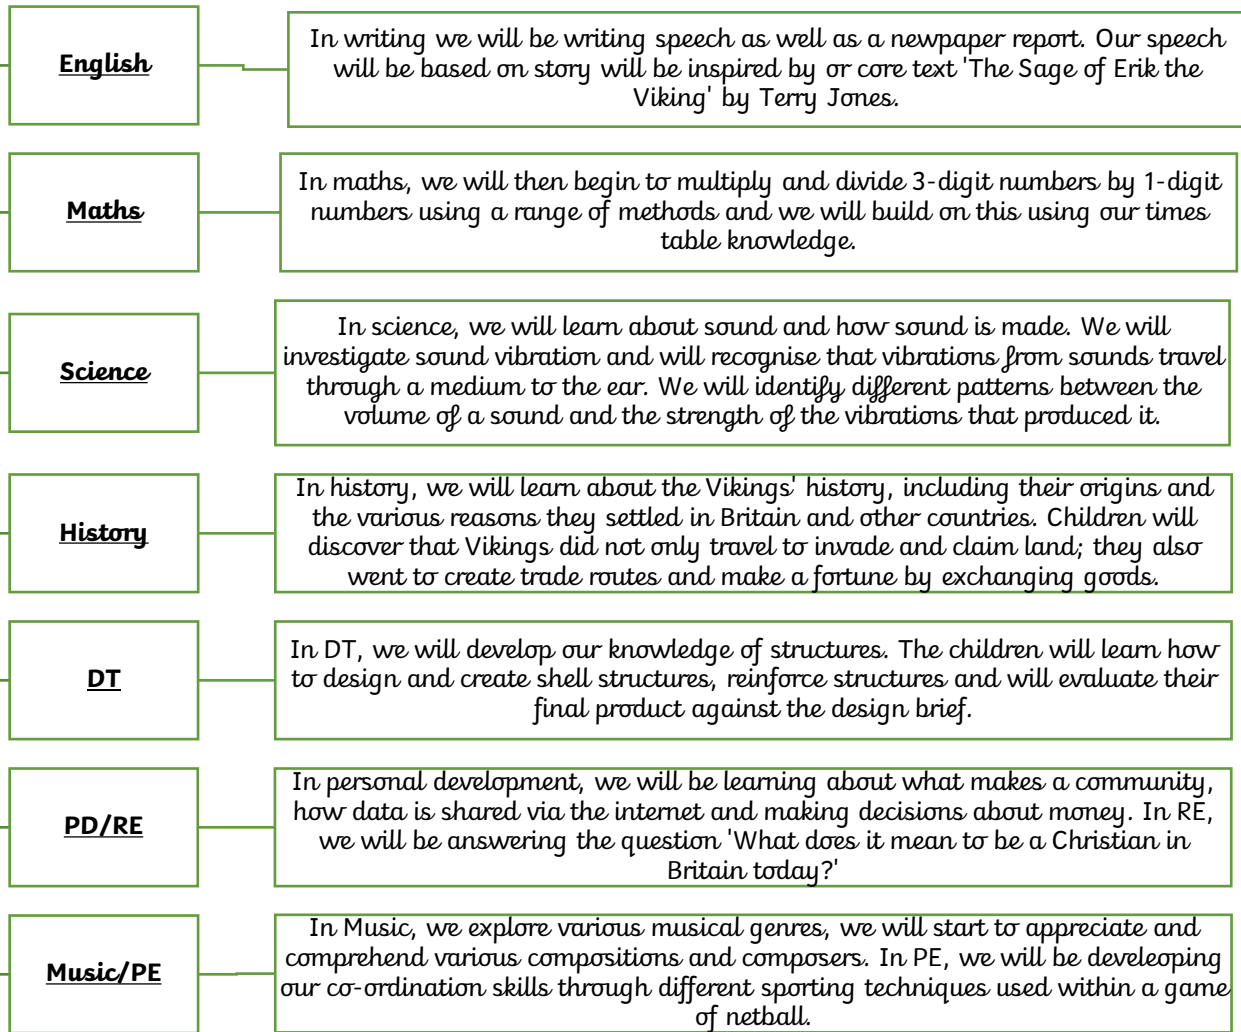 English
In writing we will be writing speech as well as a newpaper report. Our speech
will be based on story will be inspired by or core text 'The Sage of Erik the
Viking' by Terry Jones.
Maths
In maths, we will then begin to multiply and divide 3-digit numbers by 1-digit
numbers using a range of methods and we will build on this using our times
table knowledge.
Science
In science, we will learn about sound and how sound is made. We will
investigate sound vibration and will recognise that vibrations from sounds travel
through a medium to the ear. We will identify different patterns between the
volume of a sound and the strength of the vibrations that produced it.
History
In history, we will learn about the Vikings' history, including their origins and
the various reasons they settled in Britain and other countries. Children will
discover that Vikings did not only travel to invade and claim land; they also
went to create trade routes and make a fortune by exchanging goods.
DT
In DT, we will develop our knowledge of structures. The children will learn how
to design and create shell structures, reinforce structures and will evaluate their
final product against the design brief.
PD/RE
In personal development, we will be learning about what makes a community,
how data is shared via the internet and making decisions about money. In RE,
we will be answering the question 'What does it mean to be a Christian in
Britain today?'
Music/PE
In Music, we explore various musical genres, we will start to appreciate and
comprehend various compositions and composers. In PE, we will be develeoping
our co-ordination skills through different sporting techniques used within a game
of netball.